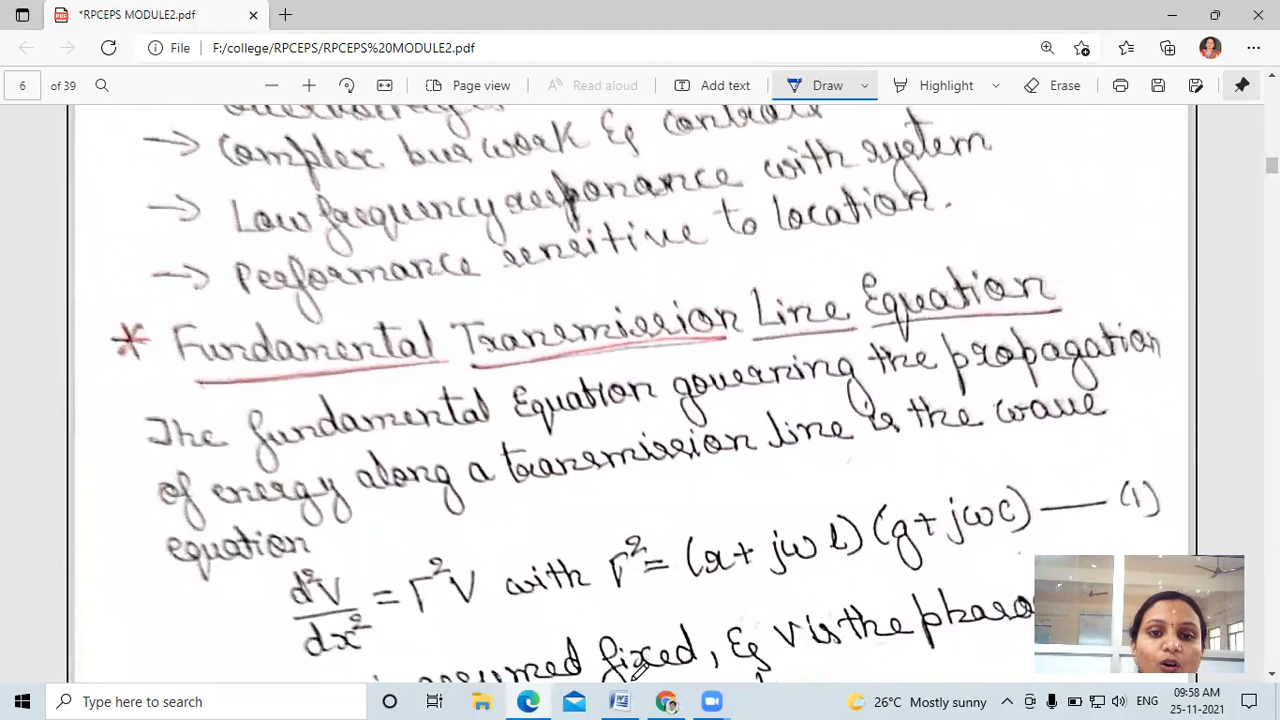 *RPCEPS MODULE2.pdf
File F:/college/RPCEPS/RPCEPS%20MODULE2.pdf
6 of 39 Page view Read aloud Add text Draw Highlight Erase
→ Complex bus work & controls
→ Low frequency resonance with system
→ Performance sensitive to location.
* Fundamental Transmission Line Equation
The fundamental Equation governing the propagation
of energy along a transmission line is the wave
equation
d²V/dx² = Γ²V with Γ² = (r + jωl) (g + jωc) — (1)
assumed fixed, & V is the phasor
Type here to search 26°C Mostly sunny ENG 09:58 AM
25-11-2021